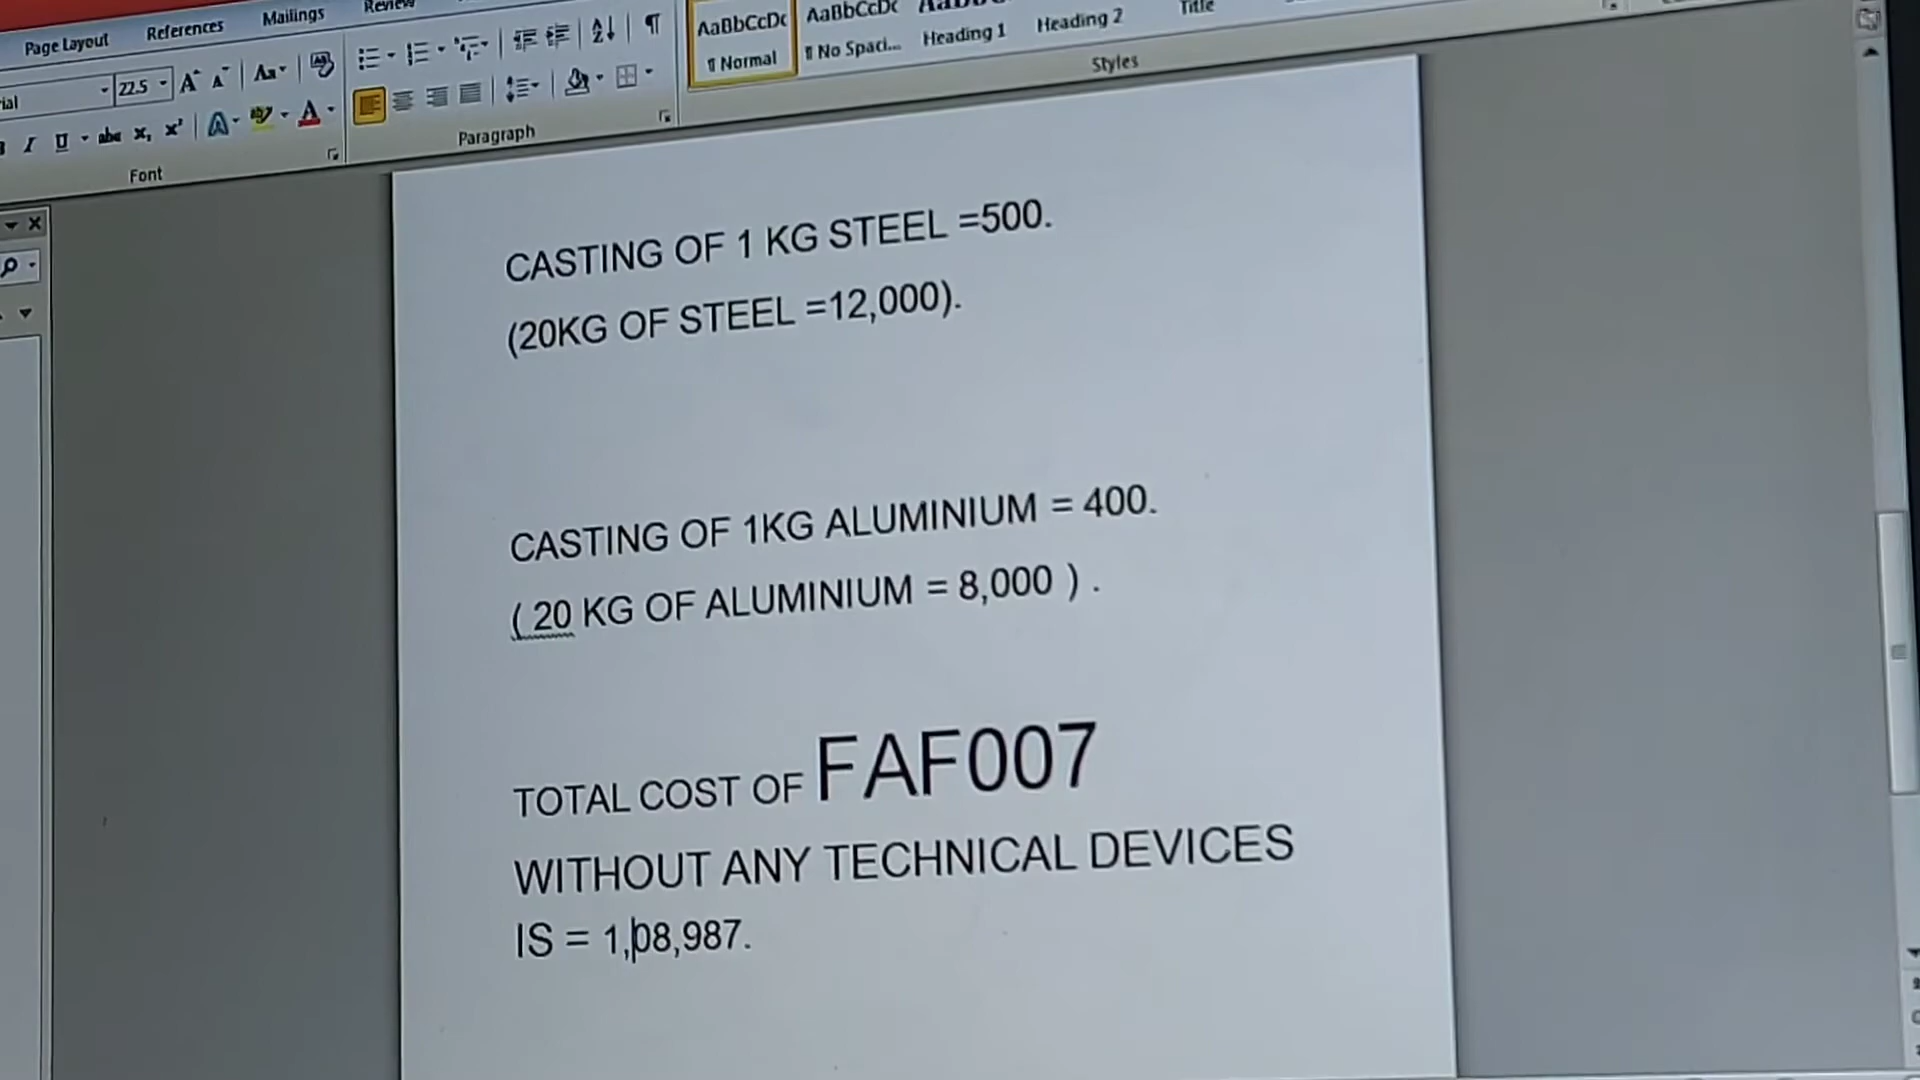 Page Layout References Mailings Review
22.5
Font Paragraph Styles
AaBbCcDc AaBbCcDc
¶ Normal ¶ No Spaci... Heading 1 Heading 2 Title
CASTING OF 1 KG STEEL =500.
(20KG OF STEEL =12,000).
CASTING OF 1KG ALUMINIUM = 400.
( 20 KG OF ALUMINIUM = 8,000 ) .
TOTAL COST OF FAF007
WITHOUT ANY TECHNICAL DEVICES
IS = 1,08,987.